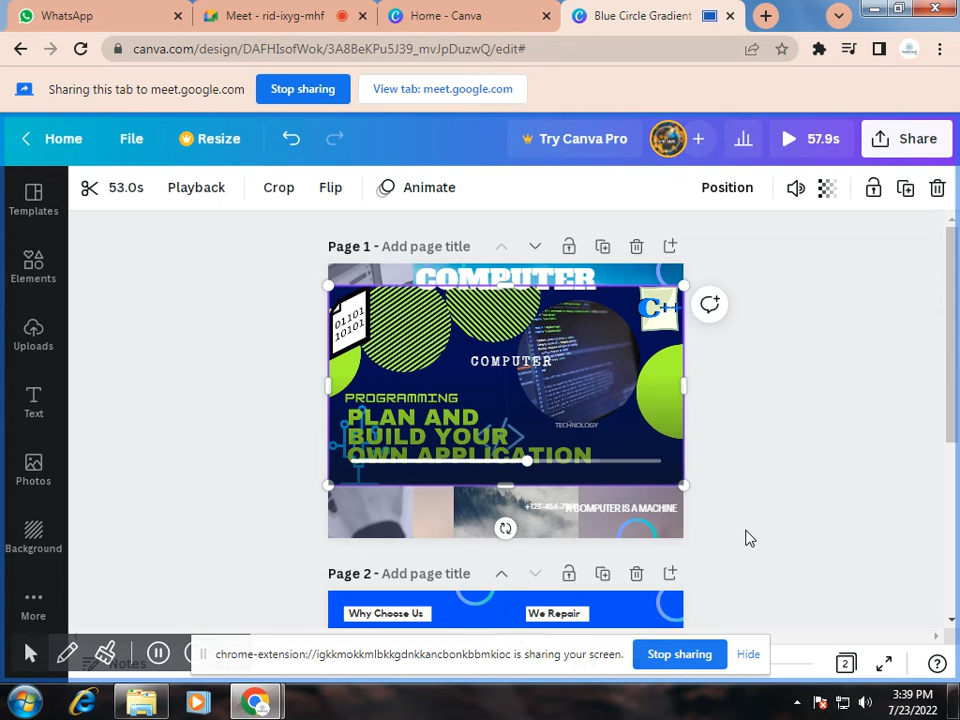 WhatsApp
Meet - rid-ixyg-mhf
Home - Canva
Blue Circle Gradient
canva.com/design/DAFHIsofWok/3A8BeKPu5J39_mvJpDuzwQ/edit#
Sharing this tab to meet.google.com
Stop sharing
View tab: meet.google.com
Home
File
Resize
Try Canva Pro
57.9s
Share
53.0s
Playback
Crop
Flip
Animate
Position
Templates
Elements
Uploads
Text
Photos
Background
More
Page 1 - Add page title
COMPUTER
01101
10101
C++
COMPUTER
PROGRAMMING
PLAN AND
BUILD YOUR
OWN APPLICATION
TECHNOLOGY
A COMPUTER IS A MACHINE
Page 2 - Add page title
Why Choose Us
We Repair
Notes
chrome-extension://igkkmokkmlbkkgdnkkancbonkbbmkioc is sharing your screen.
Stop sharing
Hide
2
3:39 PM
7/23/2022